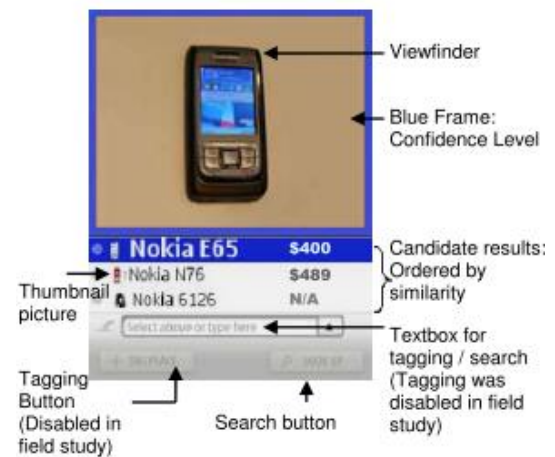 Viewfinder
Blue Frame:
Confidence Level
Nokia E65 $400
Nokia N76 $489
Nokia 6126 N/A
Candidate results:
Ordered by
similarity
Thumbnail
picture
Select above or type here
Textbox for
tagging / search
(Tagging was
disabled in field
study)
Tagging
Button
(Disabled in
field study)
Search button